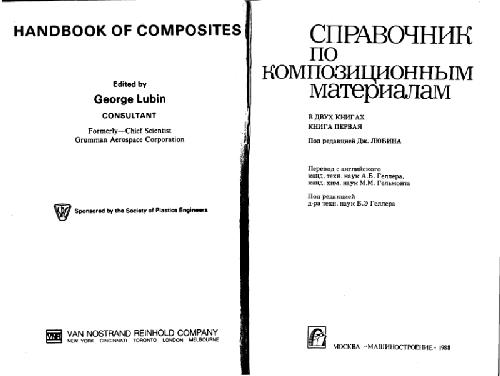 HANDBOOK OF COMPOSITES
Edited by
George Lubin
CONSULTANT
Formerly—Chief Scientist
Grumman Aerospace Corporation
Sponsored by the Society of Plastics Engineers
VAN NOSTRAND REINHOLD COMPANY
NEW YORK CINCINNATI TORONTO LONDON MELBOURNE
СПРАВОЧНИК
ПО
КОМПОЗИЦИОННЫМ
материалам
В ДВУХ КНИГАХ
КНИГА ПЕРВАЯ
Под редакцией Дж. ЛЮБИНА
Перевод с английского
канд. техн. наук А.Б. Геллера,
канд. хим. наук М.М. Гельмонта
Под редакцией
д-ра техн. наук Б.Э Геллера
МОСКВА «МАШИНОСТРОЕНИЕ» 1988